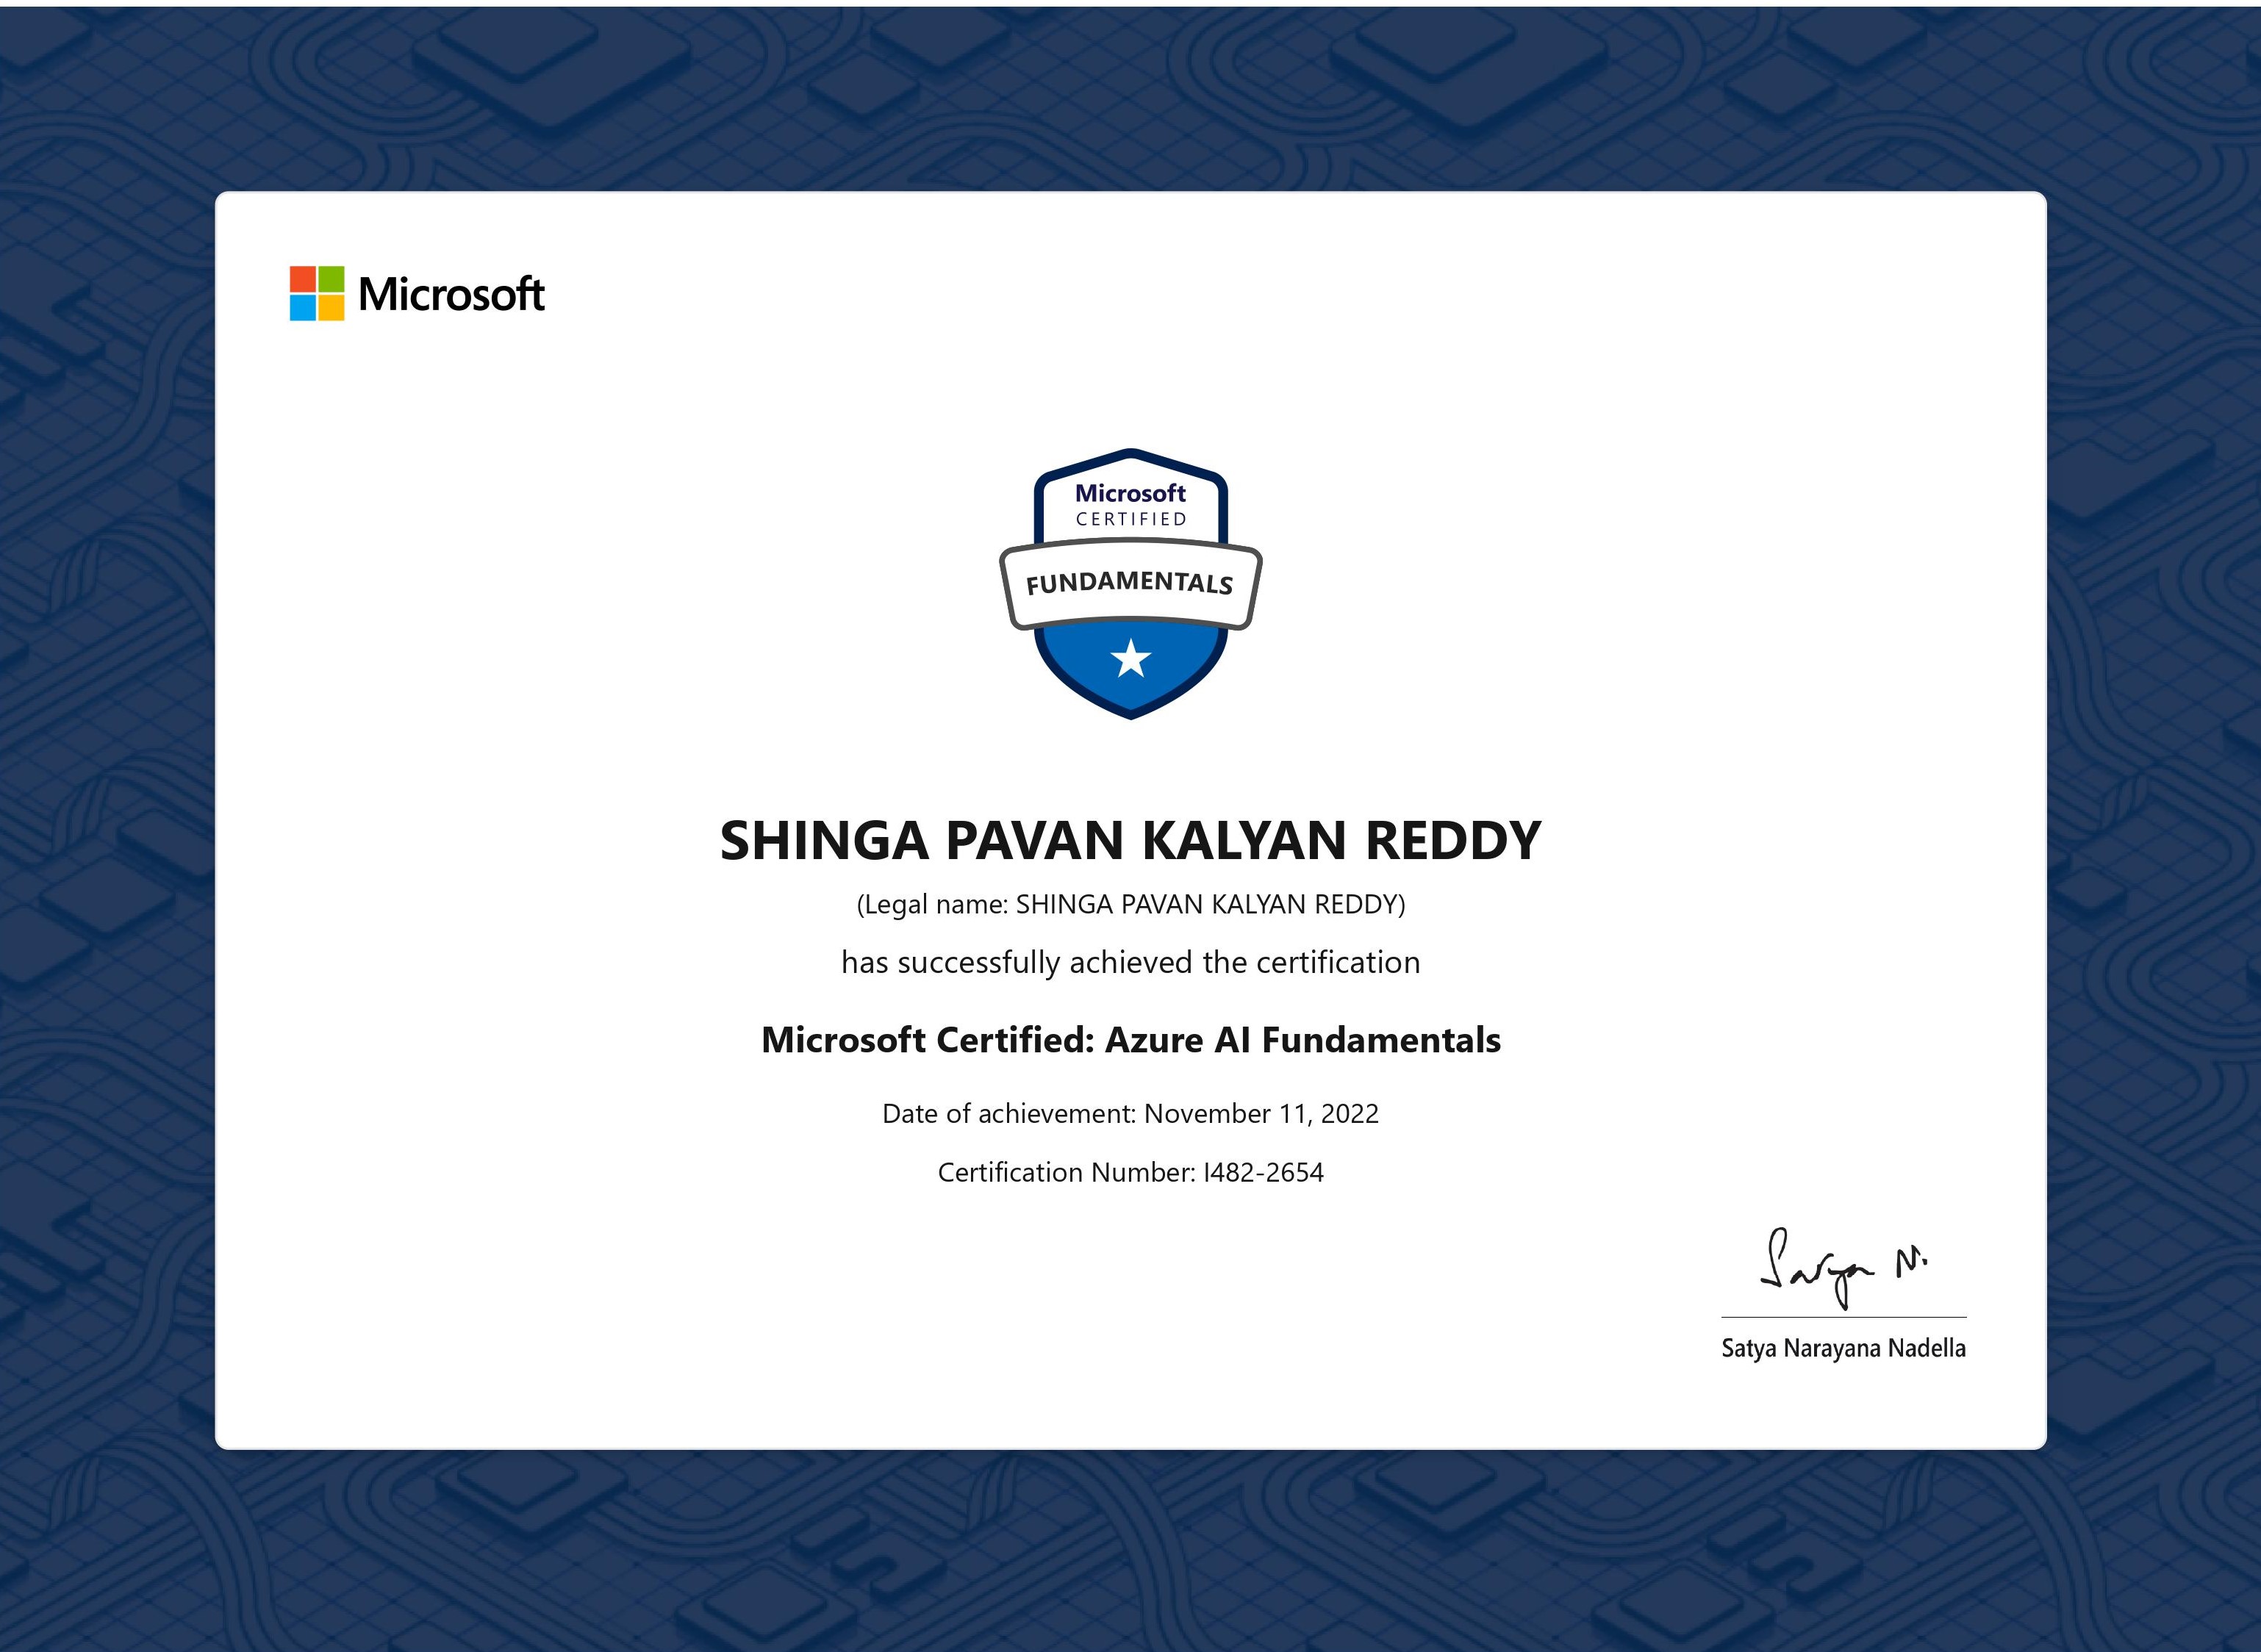 Microsoft
Microsoft
CERTIFIED
FUNDAMENTALS
SHINGA PAVAN KALYAN REDDY
(Legal name: SHINGA PAVAN KALYAN REDDY)
has successfully achieved the certification
Microsoft Certified: Azure AI Fundamentals
Date of achievement: November 11, 2022
Certification Number: I482-2654
Satya N.
Satya Narayana Nadella